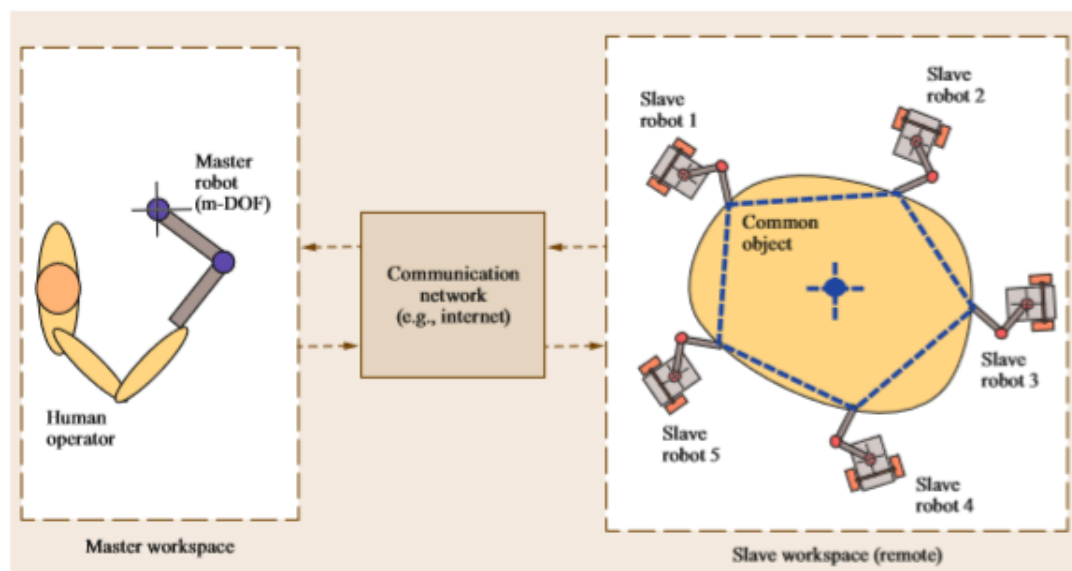 Master
robot
(m-DOF)
Human
operator
Master workspace
Communication
network
(e.g., internet)
Slave
robot 1
Slave
robot 2
Common
object
Slave
robot 3
Slave
robot 5
Slave
robot 4
Slave workspace (remote)